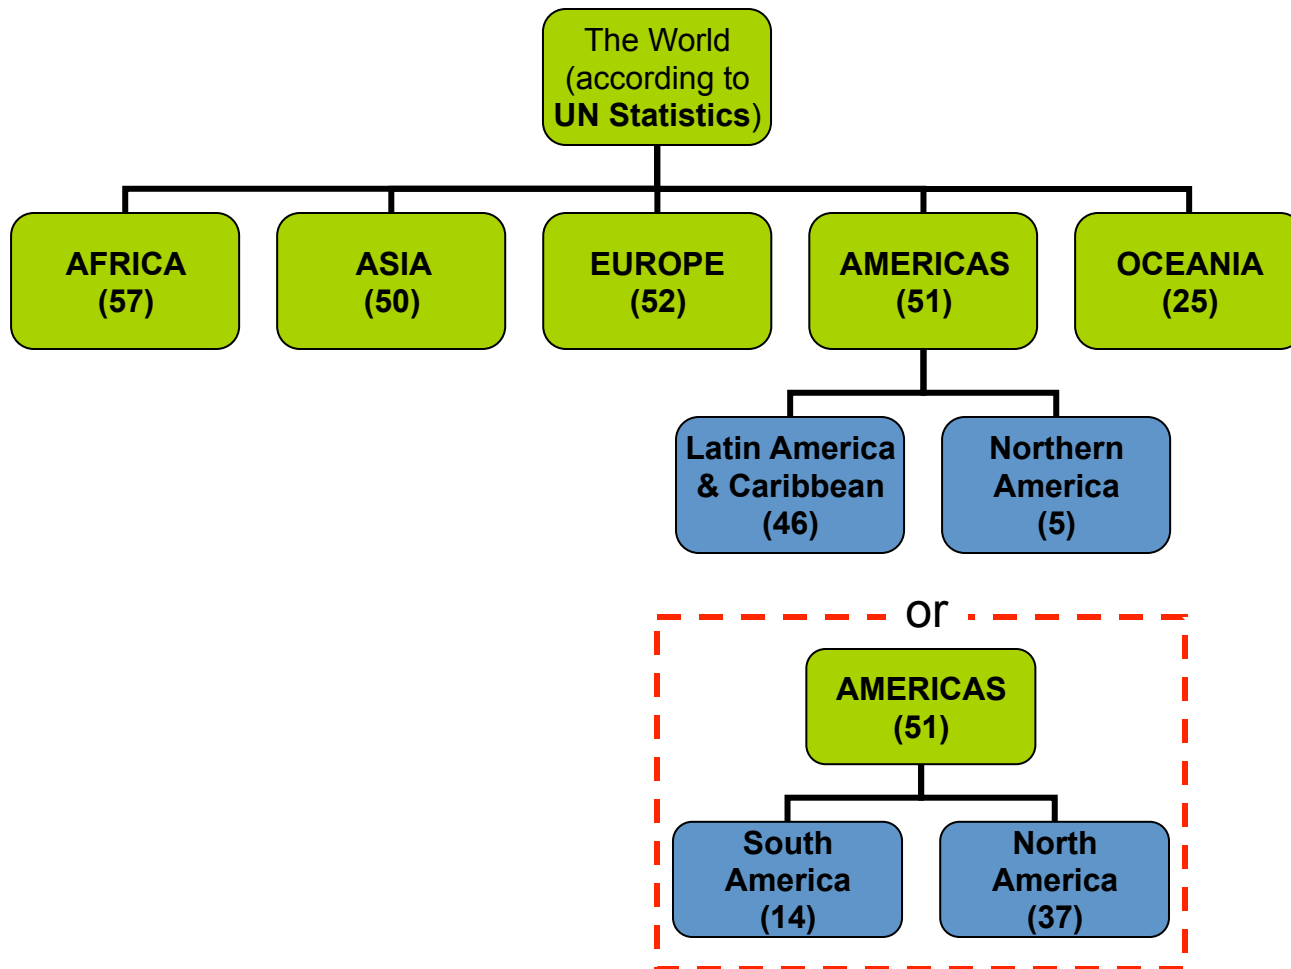 The World
(according to
UN Statistics)
AFRICA
(57)
ASIA
(50)
EUROPE
(52)
AMERICAS
(51)
OCEANIA
(25)
Latin America
& Caribbean
(46)
Northern
America
(5)
or
AMERICAS
(51)
South
America
(14)
North
America
(37)